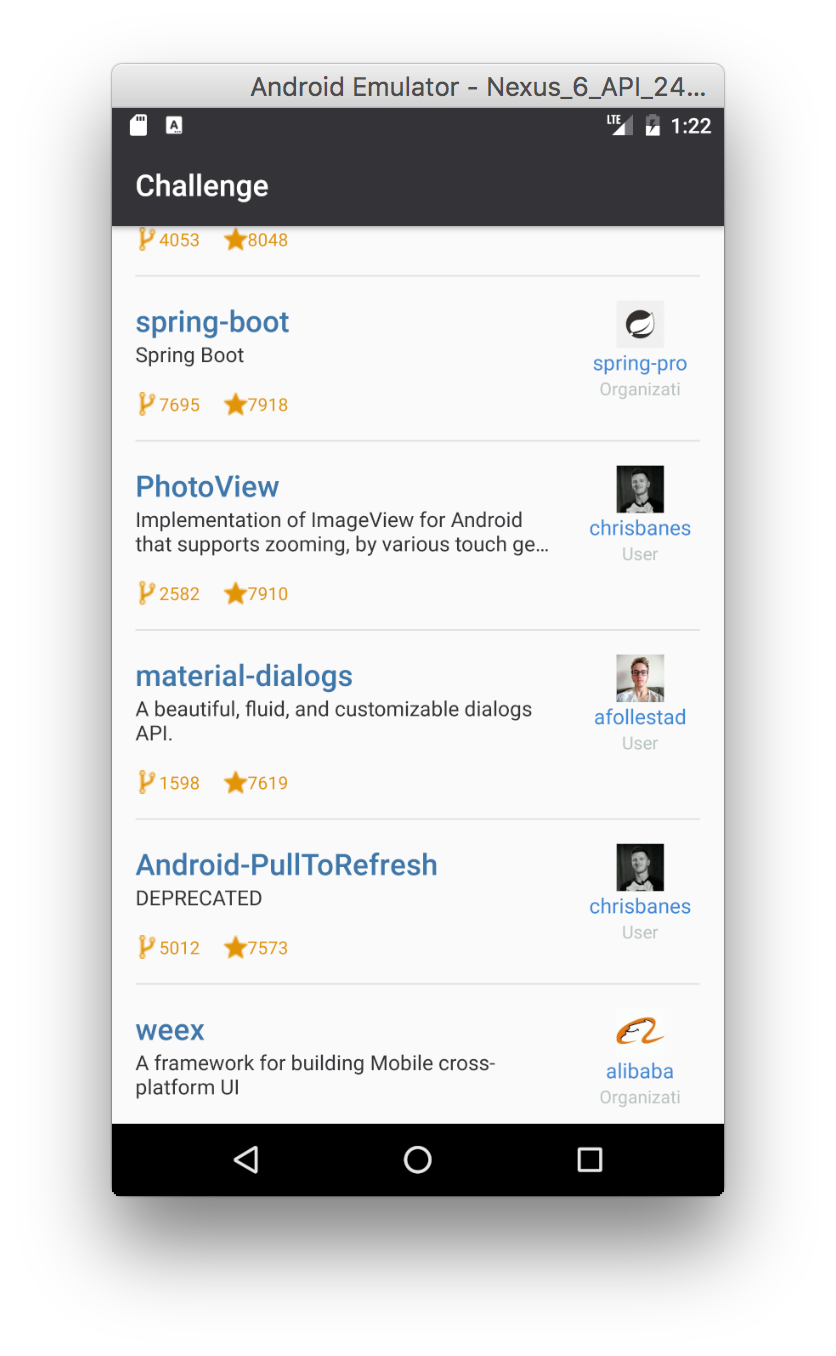 Android Emulator - Nexus_6_API_24...
LTE 1:22
Challenge
4053 8048
spring-boot
Spring Boot
spring-pro
Organizati
7695 7918
PhotoView
Implementation of ImageView for Android
that supports zooming, by various touch ge...
chrisbanes
User
2582 7910
material-dialogs
A beautiful, fluid, and customizable dialogs
API.
afollestad
User
1598 7619
Android-PullToRefresh
DEPRECATED
chrisbanes
User
5012 7573
weex
A framework for building Mobile cross-
platform UI
alibaba
Organizati